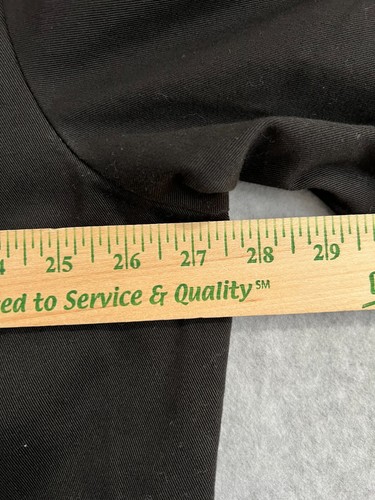 4 25 26 27 28 29
ed to Service & Quality℠